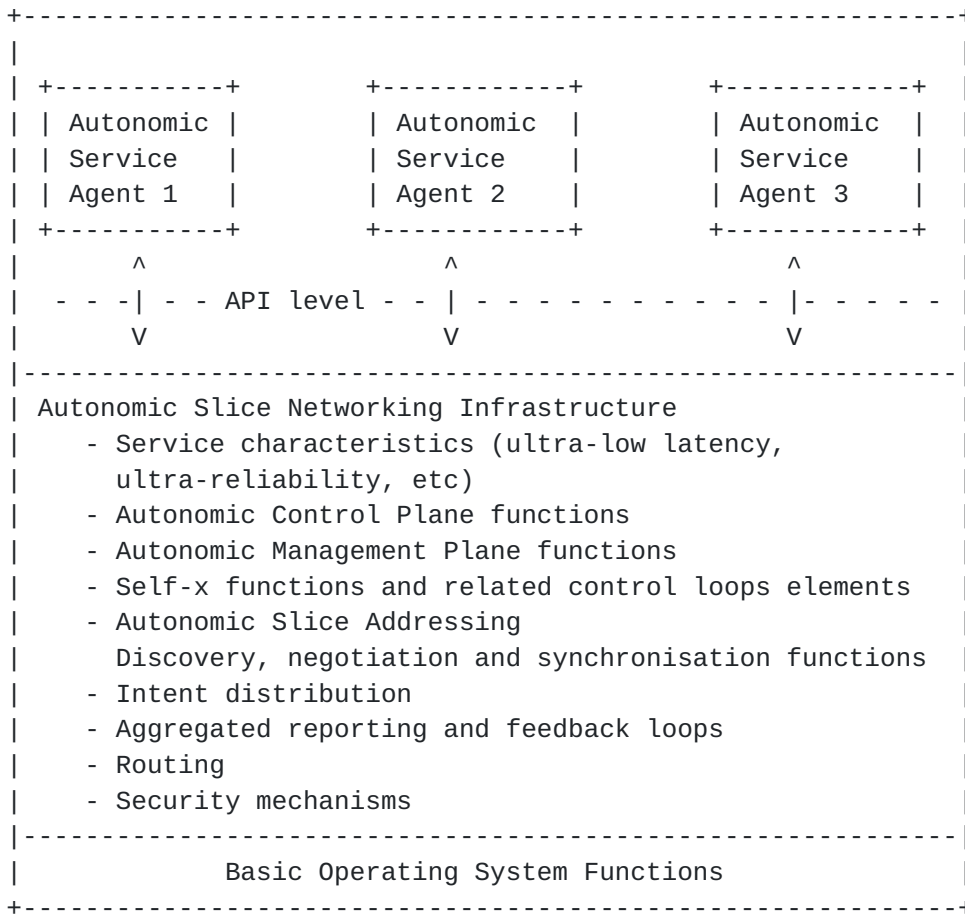 Autonomic Autonomic Autonomic
Service Service Service
Agent 1 Agent 2 Agent 3
^ ^ ^
- - -| - - API level - - | - - - - - - - - - - |- - - - -
V V V
Autonomic Slice Networking Infrastructure
- Service characteristics (ultra-low latency,
ultra-reliability, etc)
- Autonomic Control Plane functions
- Autonomic Management Plane functions
- Self-x functions and related control loops elements
- Autonomic Slice Addressing
Discovery, negotiation and synchronisation functions
- Intent distribution
- Aggregated reporting and feedback loops
- Routing
- Security mechanisms
Basic Operating System Functions